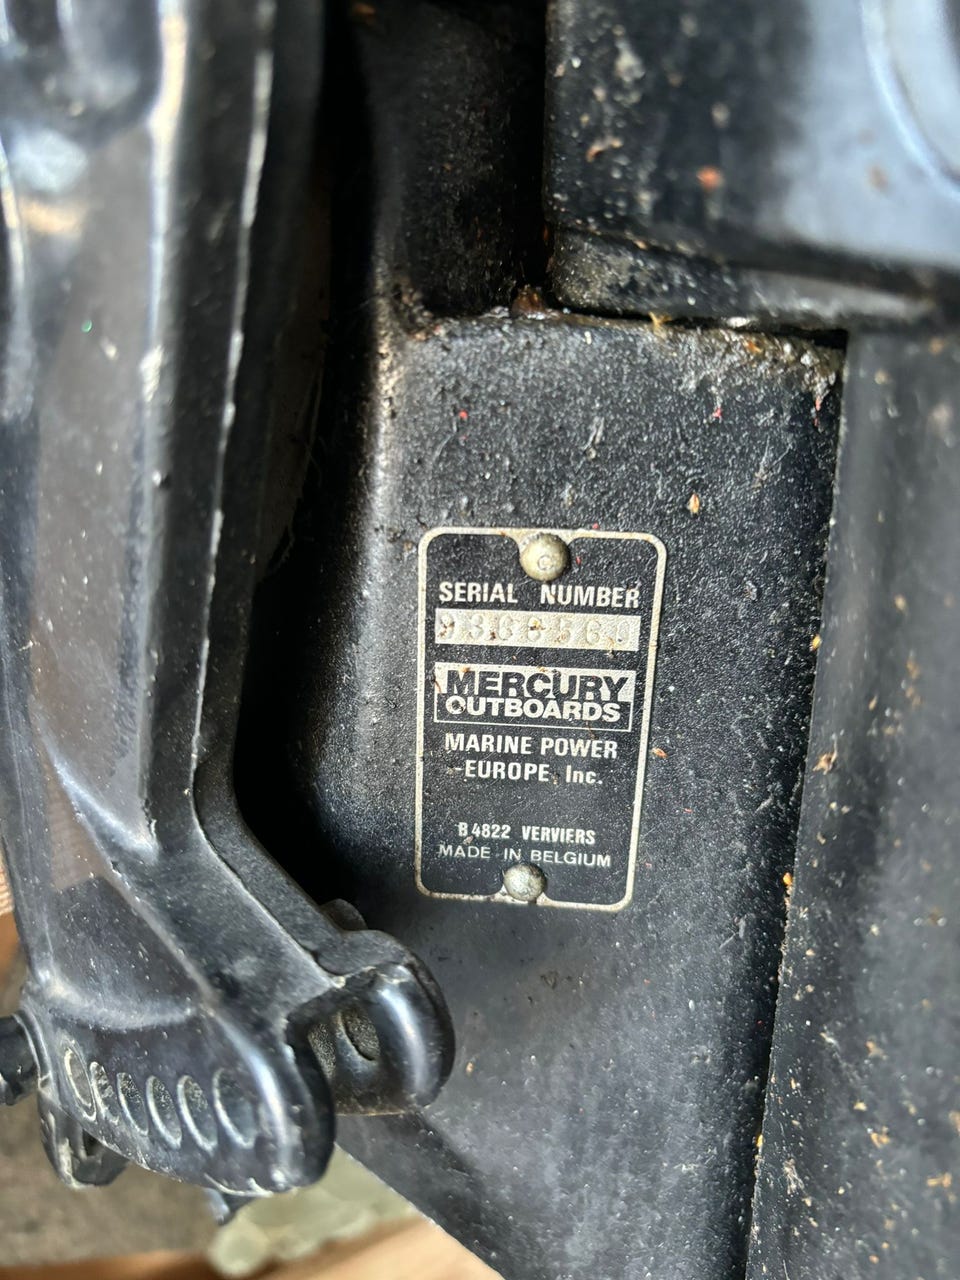 SERIAL NUMBER
MERCURY
OUTBOARDS
MARINE POWER
-EUROPE, Inc.
B 4822 VERVIERS
MADE IN BELGIUM